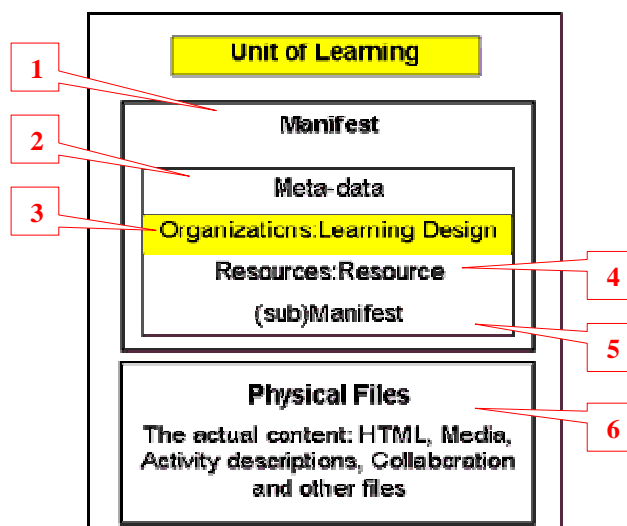 Unit of Learning
1
Manifest
2
Meta-data
3
Organizations:Learning Design
Resources:Resource
4
(sub)Manifest
5
Physical Files
6
The actual content: HTML, Media,
Activity descriptions, Collaboration
and other files